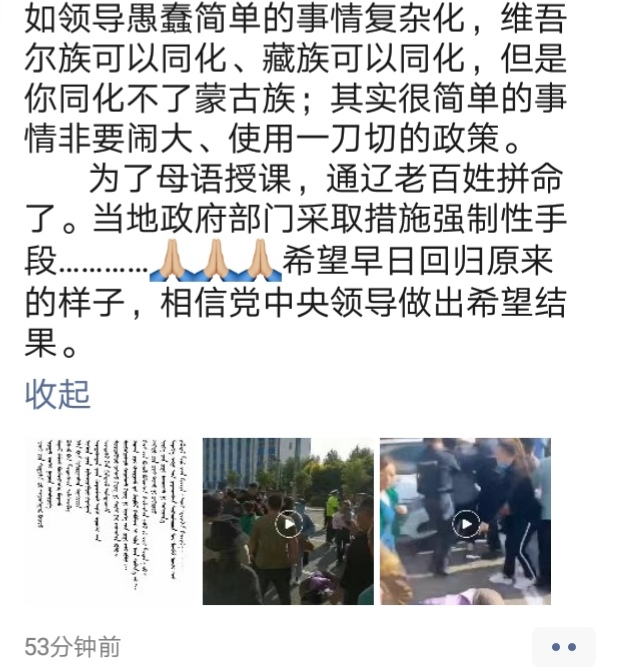 如领导愚蠢简单的事情复杂化，维吾
尔族可以同化、藏族可以同化，但是
你同化不了蒙古族；其实很简单的事
情非要闹大、使用一刀切的政策。
为了母语授课，通辽老百姓拼命
了。当地政府部门采取措施强制性手
段…………🙏🏼🙏🏼🙏🏼希望早日回归原来
的样子，相信党中央领导做出希望结
果。
收起
53分钟前